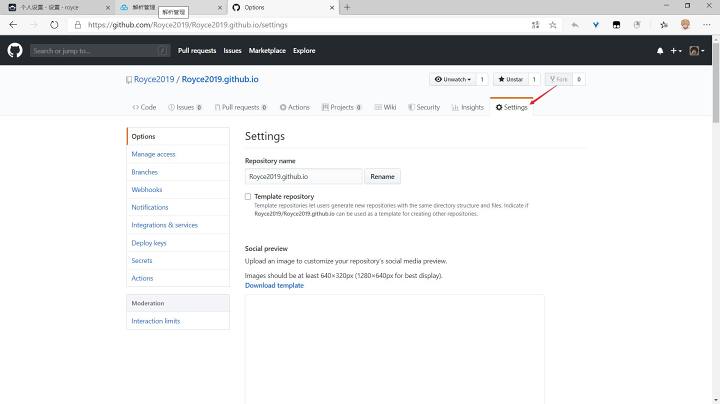 个人设置 - 设置 - royce
解析管理
Options
解析管理
https://github.com/Royce2019/Royce2019.github.io/settings
Search or jump to...
/
Pull requests
Issues
Marketplace
Explore
Royce2019 / Royce2019.github.io
Unwatch 1
Unstar 1
Fork 0
Code
Issues 0
Pull requests 0
Actions
Projects 0
Wiki
Security
Insights
Settings
Options
Manage access
Branches
Webhooks
Notifications
Integrations & services
Deploy keys
Secrets
Actions
Moderation
Interaction limits
Settings
Repository name
Royce2019.github.io
Rename
Template repository
Template repositories let users generate new repositories with the same directory structure and files. Indicate if
Royce2019/Royce2019.github.io can be used as a template for creating other repositories.
Social preview
Upload an image to customize your repository's social media preview.
Images should be at least 640×320px (1280×640px for best display).
Download template